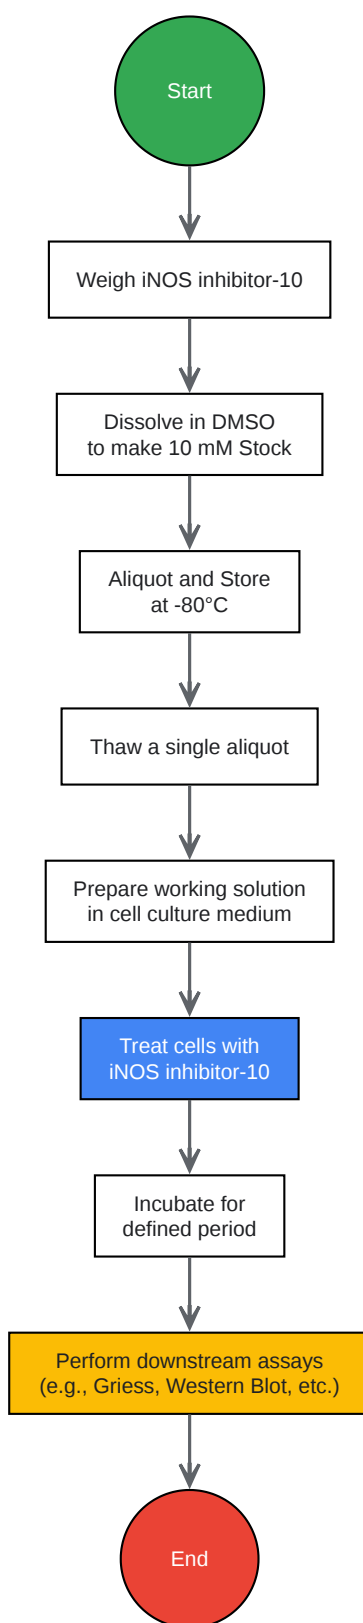 Start
Weigh iNOS inhibitor-10
Dissolve in DMSO
to make 10 mM Stock
Aliquot and Store
at -80°C
Thaw a single aliquot
Prepare working solution
in cell culture medium
Treat cells with
iNOS inhibitor-10
Incubate for
defined period
Perform downstream assays
(e.g., Griess, Western Blot, etc.)
End